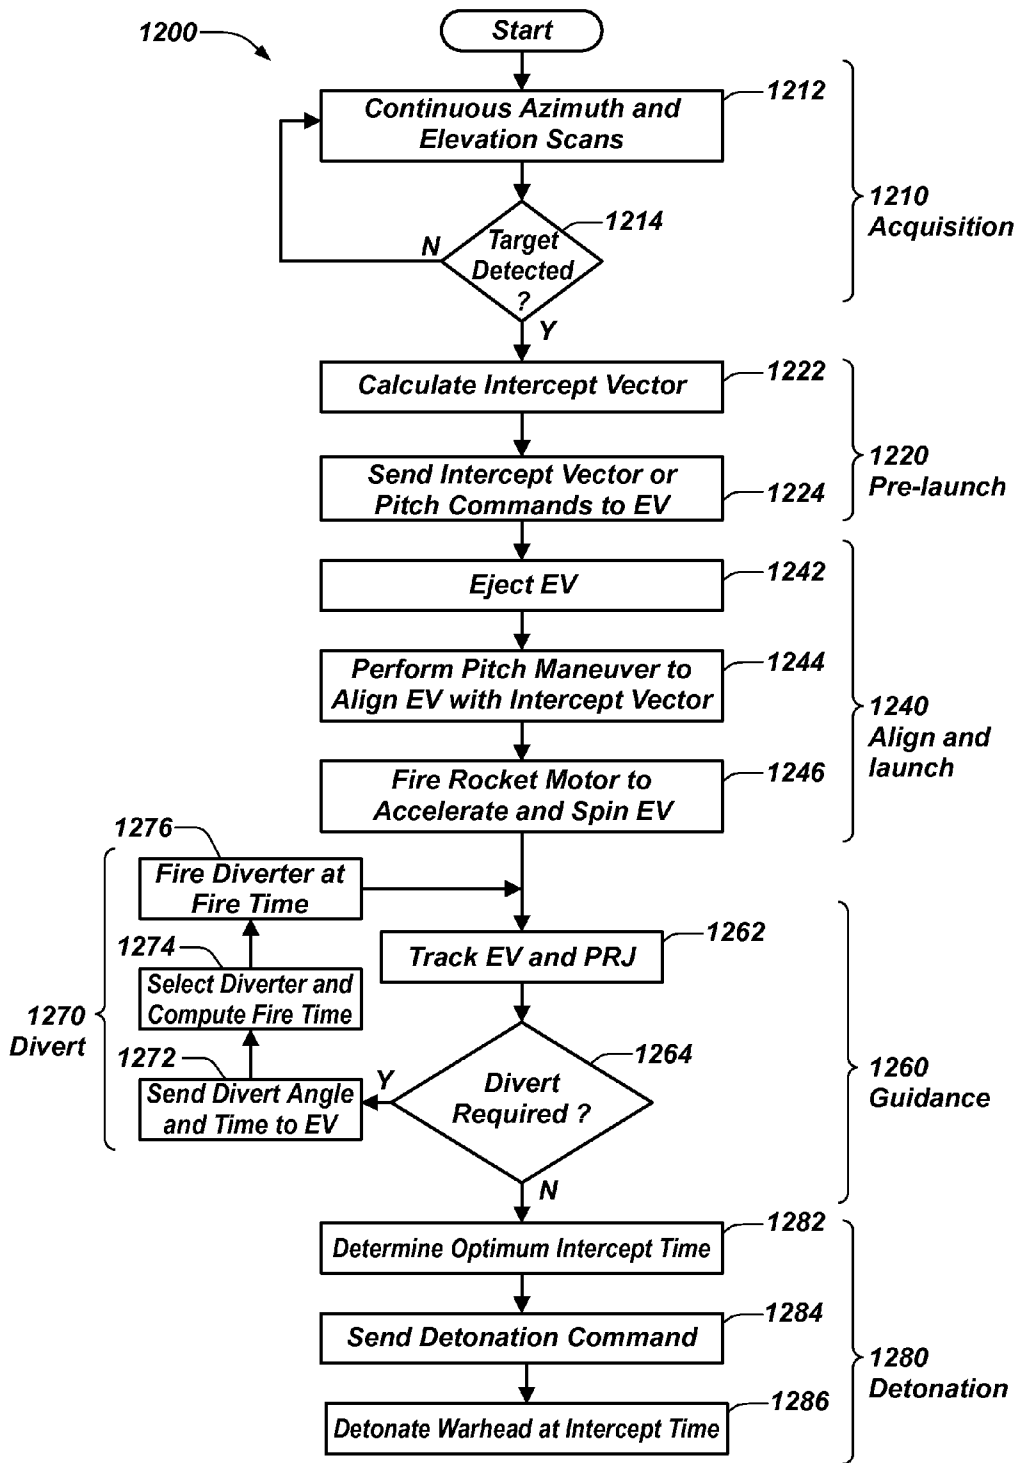 Start
1200
Continuous Azimuth and
Elevation Scans
1212
1210
Acquisition
Target
Detected
?
1214
N
Y
Calculate Intercept Vector
1222
Send Intercept Vector or
Pitch Commands to EV
1224
1220
Pre-launch
Eject EV
1242
Perform Pitch Maneuver to
Align EV with Intercept Vector
1244
Fire Rocket Motor to
Accelerate and Spin EV
1246
1240
Align and
launch
1276
Fire Diverter at
Fire Time
1274
Select Diverter and
Compute Fire Time
1272
Send Divert Angle
and Time to EV
1270
Divert
Track EV and PRJ
1262
Divert
Required ?
1264
Y
N
1260
Guidance
Determine Optimum Intercept Time
1282
Send Detonation Command
1284
Detonate Warhead at Intercept Time
1286
1280
Detonation